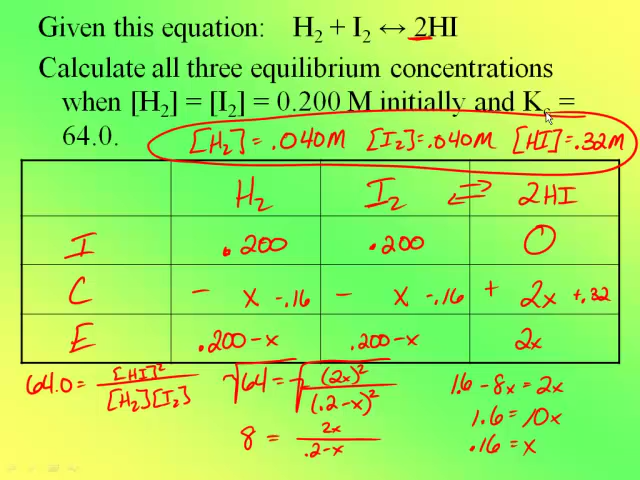 Given this equation: H₂ + I₂ ↔ 2HI
Calculate all three equilibrium concentrations
when [H₂] = [I₂] = 0.200 M initially and K꜀ =
64.0.
[H₂] = .040M [I₂] = .040M [HI] = .32M
H₂ I₂ ⇌ 2HI
I .200 .200 0
C - x -.16 - x -.16 + 2x +.32
E .200-x .200-x 2x
64.0 = [HI]² / [H₂][I₂] √64 = √(2x)² / (.2-x)² 1.6 - 8x = 2x
1.6 = 10x
8 = 2x / .2-x .16 = x